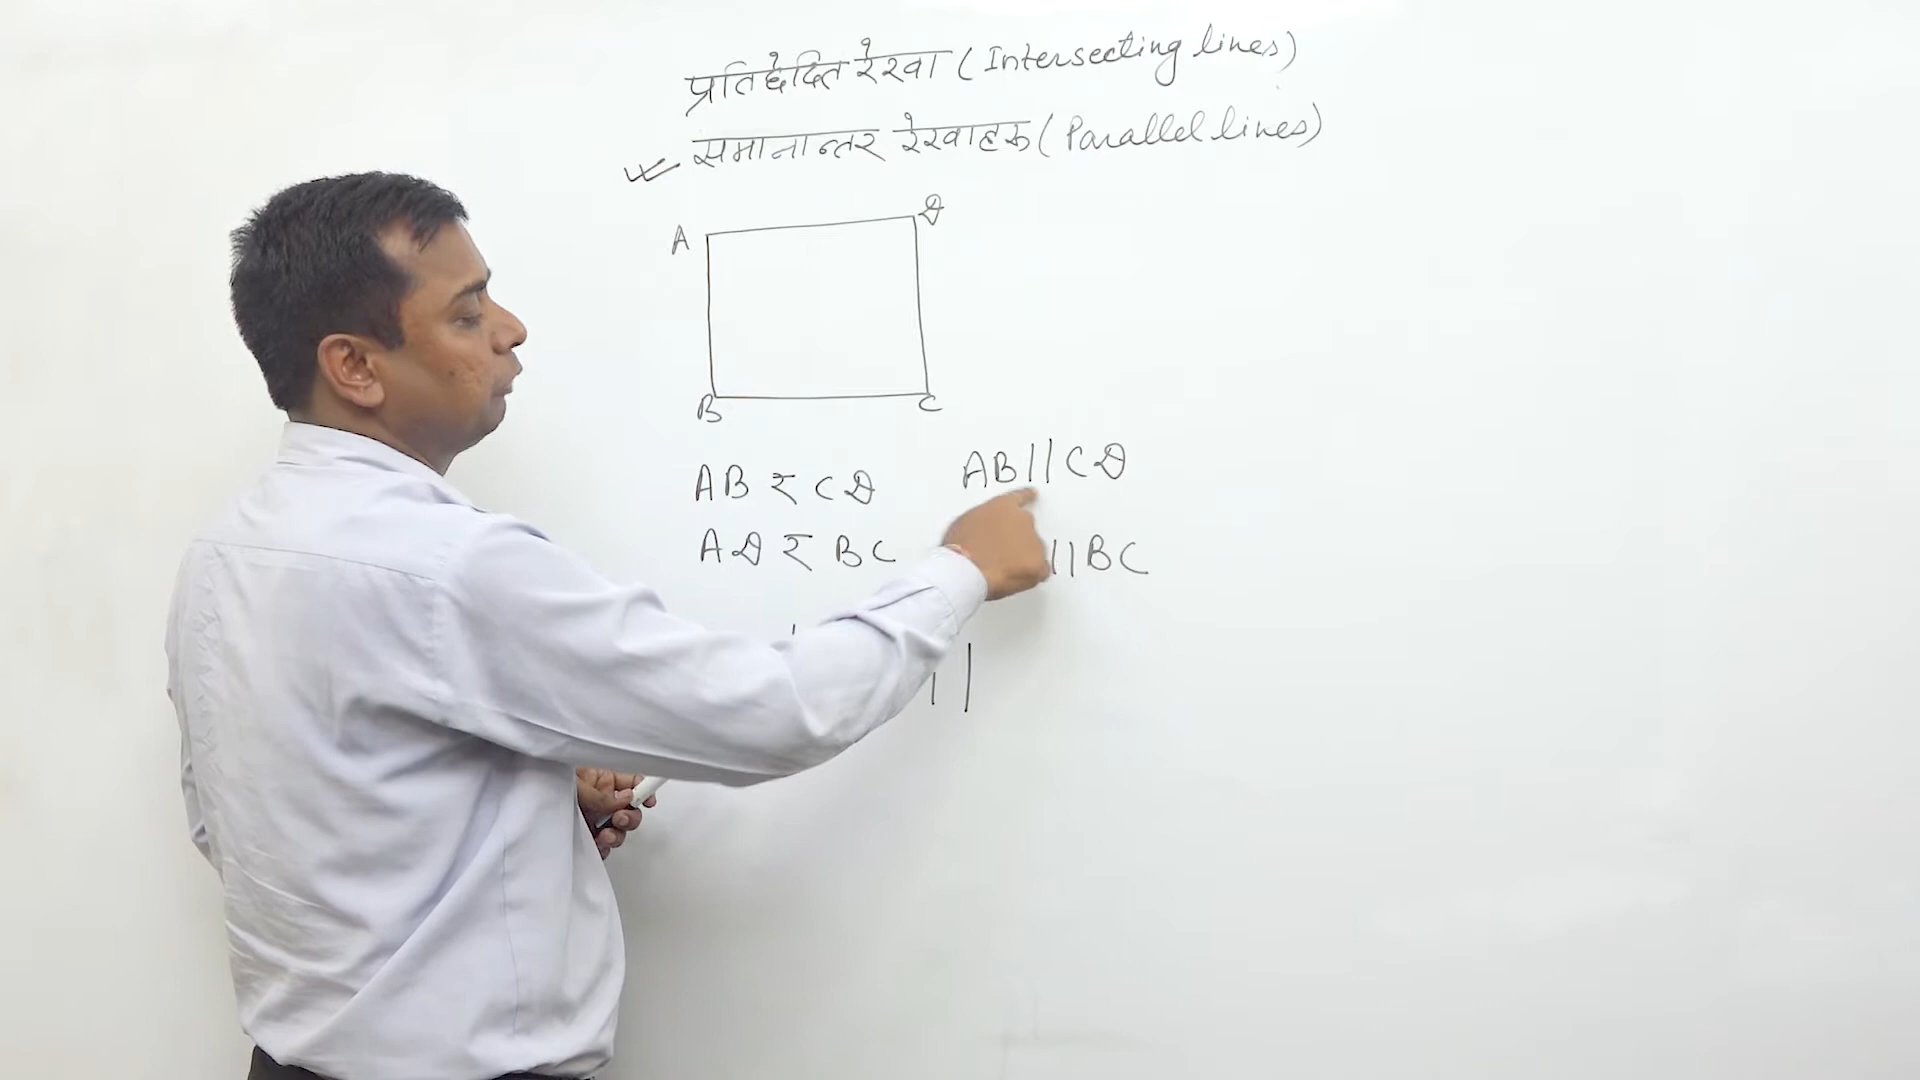 प्रतिछेदित रेखा (Intersecting lines)
समानान्तर रेखाहरू (Parallel lines)
A
D
B
C
AB र CD
AB//CD
AD र BC
//BC